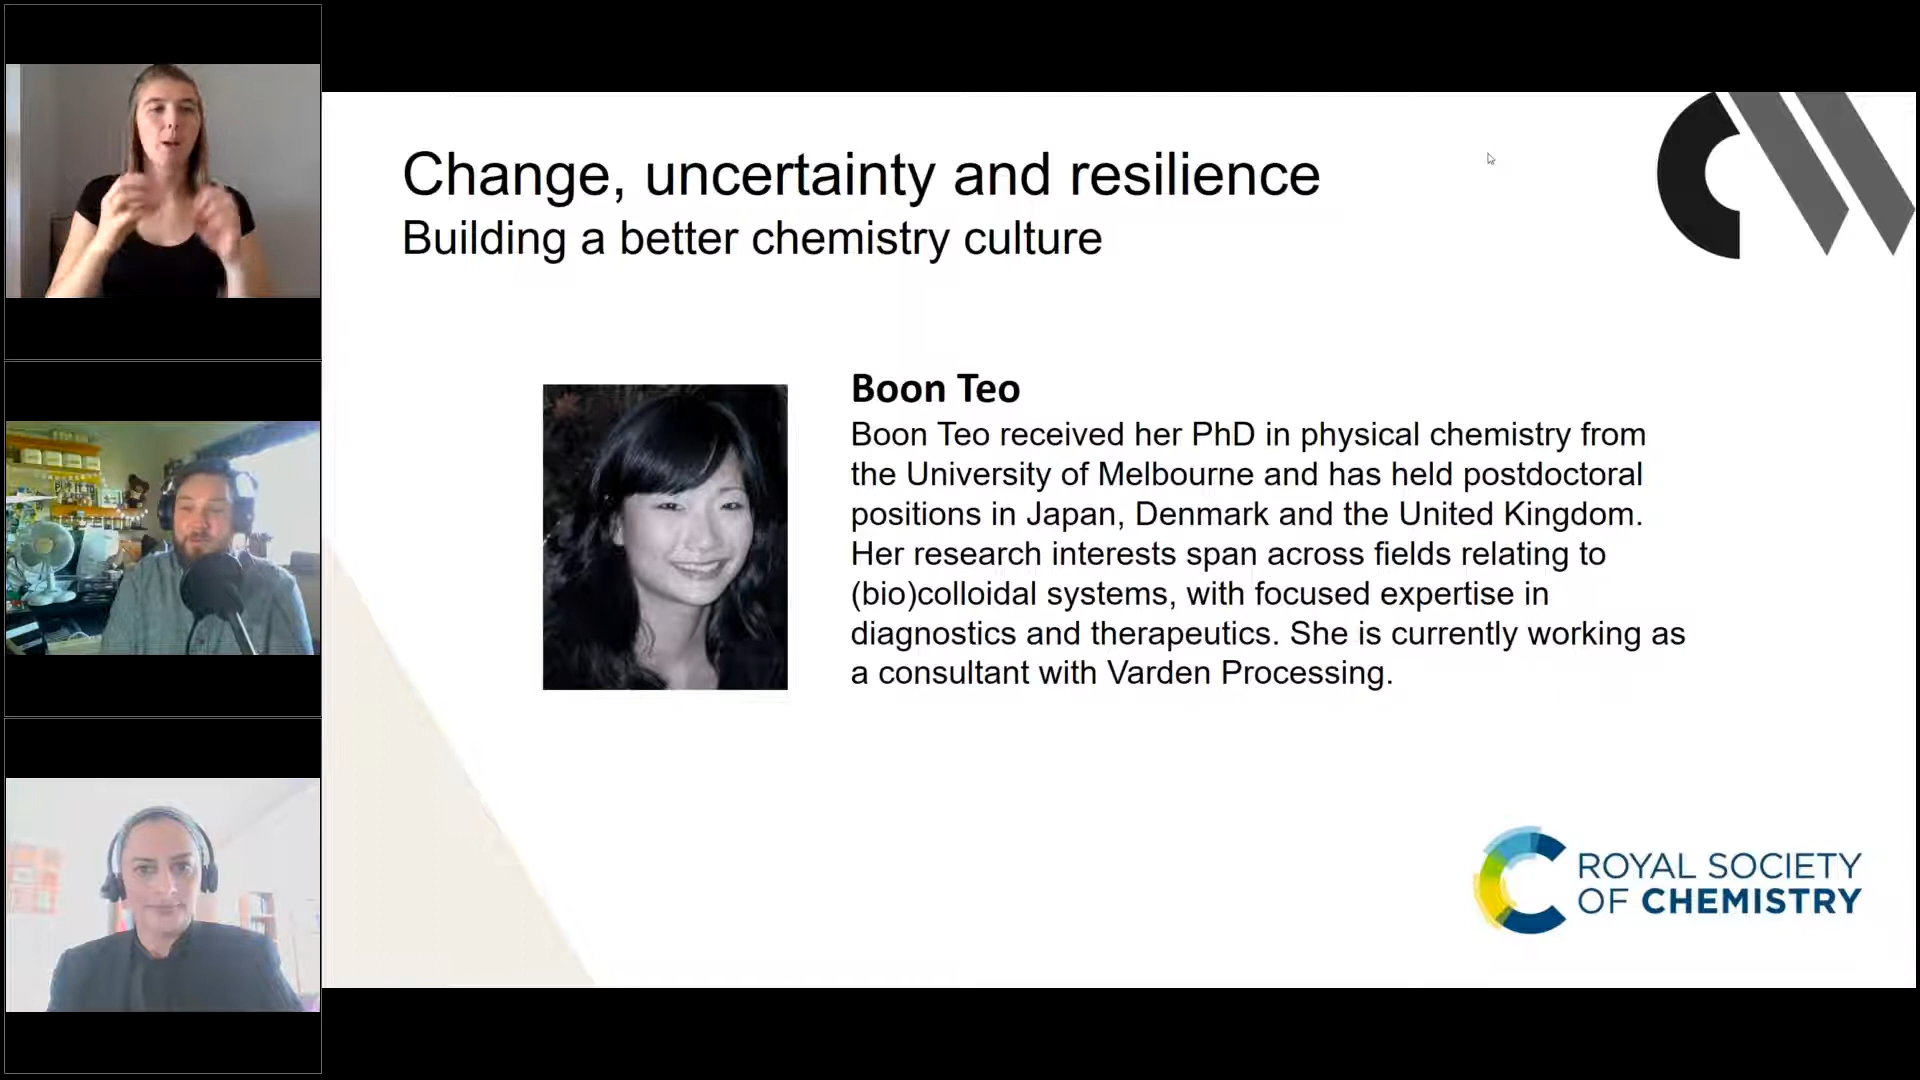 Change, uncertainty and resilience
Building a better chemistry culture
Boon Teo
Boon Teo received her PhD in physical chemistry from
the University of Melbourne and has held postdoctoral
positions in Japan, Denmark and the United Kingdom.
Her research interests span across fields relating to
(bio)colloidal systems, with focused expertise in
diagnostics and therapeutics. She is currently working as
a consultant with Varden Processing.
ROYAL SOCIETY
OF CHEMISTRY